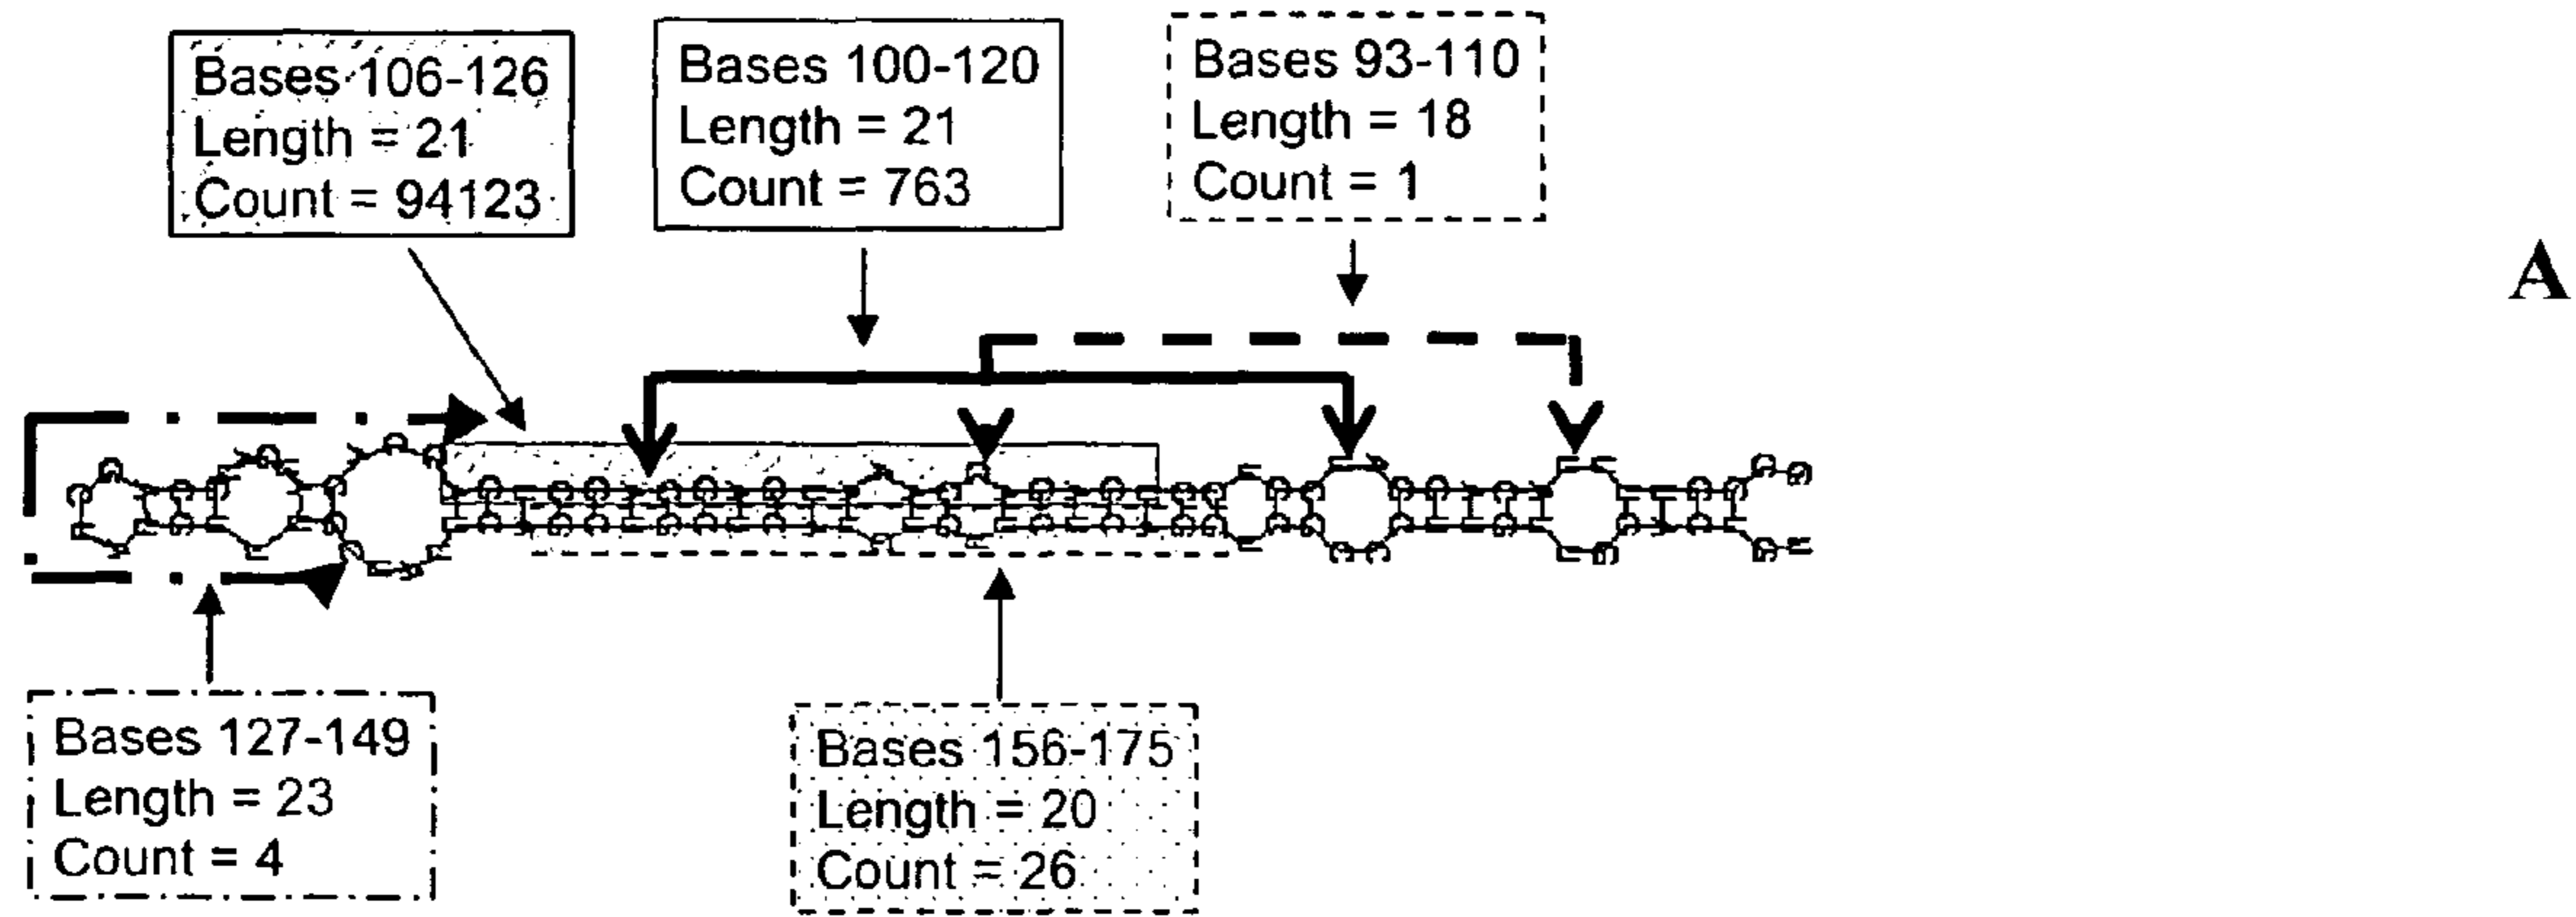 Bases 106-126
Length = 21
Count = 94123
Bases 100-120
Length = 21
Count = 763
Bases 93-110
Length = 18
Count = 1
A
Bases 127-149
Length = 23
Count = 4
Bases 156-175
Length = 20
Count = 26